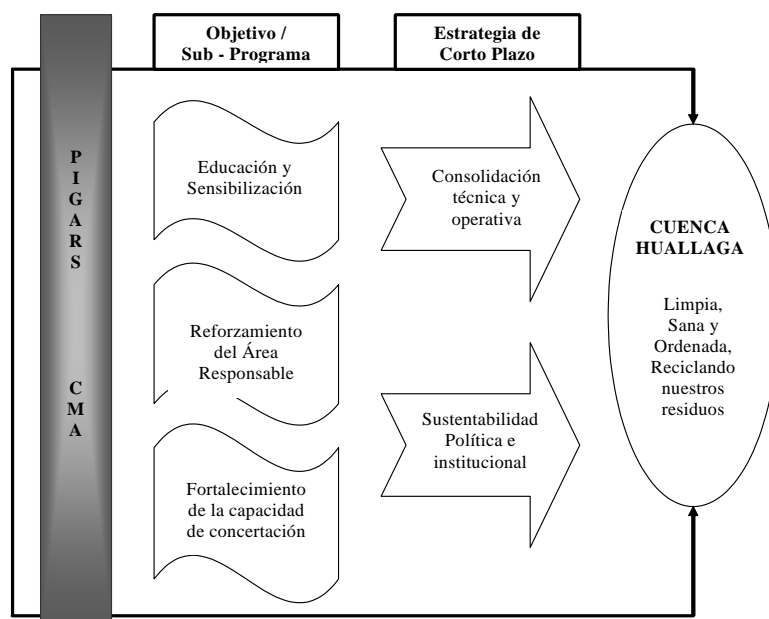 Objetivo /
Sub - Programa
Estrategia de
Corto Plazo
P
I
G
A
R
S
C
M
A
Educación y
Sensibilización
Reforzamiento
del Área
Responsable
Fortalecimiento
de la capacidad
de concertación
Consolidación
técnica y
operativa
Sustentabilidad
Política e
institucional
CUENCA
HUALLAGA
Limpia,
Sana y
Ordenada,
Reciclando
nuestros
residuos